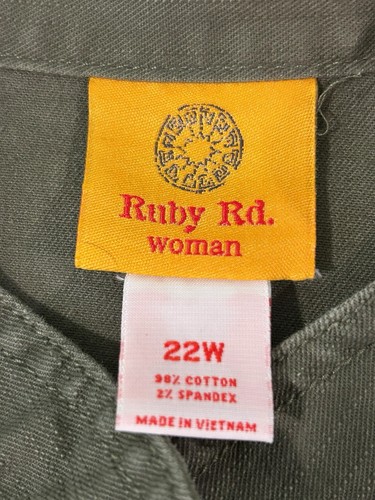 Ruby Rd.
woman
22W
98% COTTON
2% SPANDEX
MADE IN VIETNAM